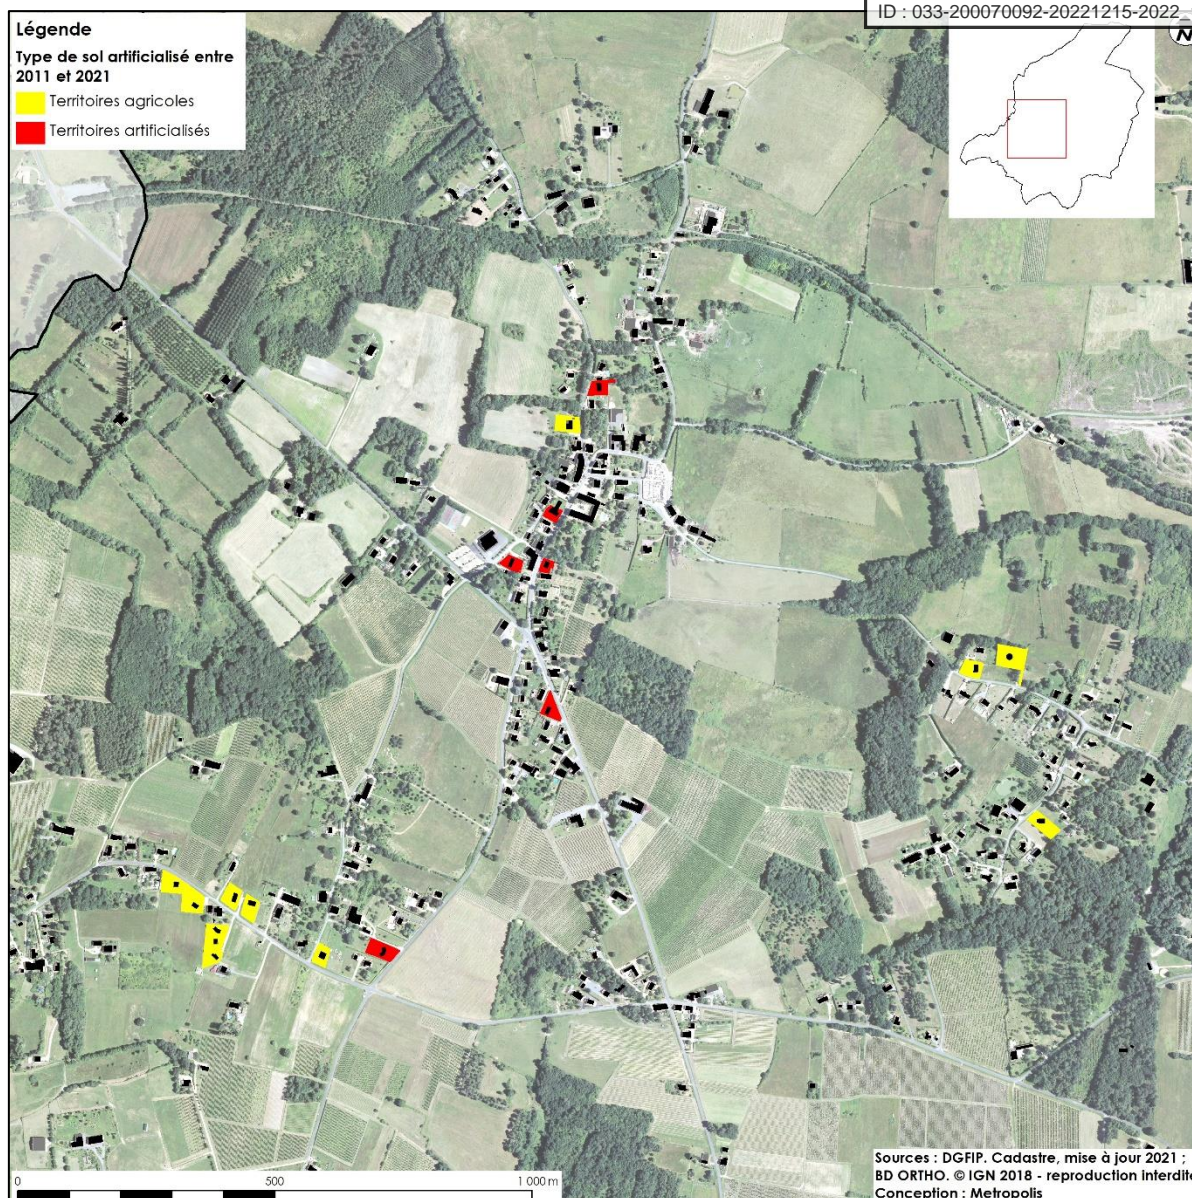 ID : 033-200070092-20221215-2022
N
Légende
Type de sol artificialisé entre
2011 et 2021
Territoires agricoles
Territoires artificialisés
0 500 1 000 m
Sources : DGFIP. Cadastre, mise à jour 2021 ;
BD ORTHO. © IGN 2018 - reproduction interdite
Conception : Metropolis